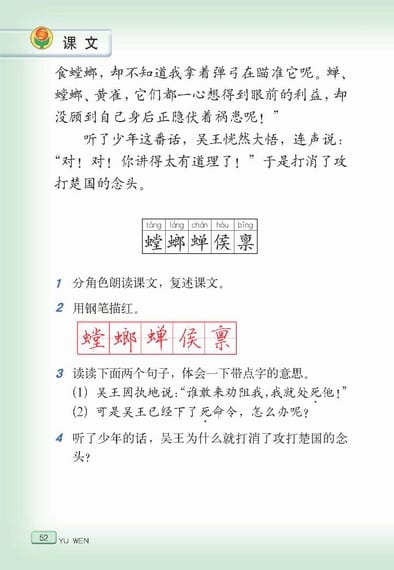 课文
食螳螂，却不知道我拿着弹弓在瞄准它呢。蝉、
螳螂、黄雀，它们都一心想得到眼前的利益，却
没顾到自己身后正隐伏着祸患呢！”
听了少年这番话，吴王恍然大悟，连声说：
“对！对！你讲得太有道理了！”于是打消了攻
打楚国的念头。
táng láng chán hóu bǐng
螳 螂 蝉 侯 禀
1 分角色朗读课文，复述课文。
2 用钢笔描红。
螳 螂 蝉 侯 禀
3 读读下面两个句子，体会一下带点字的意思。
(1) 吴王固执地说：“谁敢来劝阻我，我就处死他！”
(2) 可是吴王已经下了死命令，怎么办呢？
4 听了少年的话，吴王为什么就打消了攻打楚国的念
头？
52
YU WEN